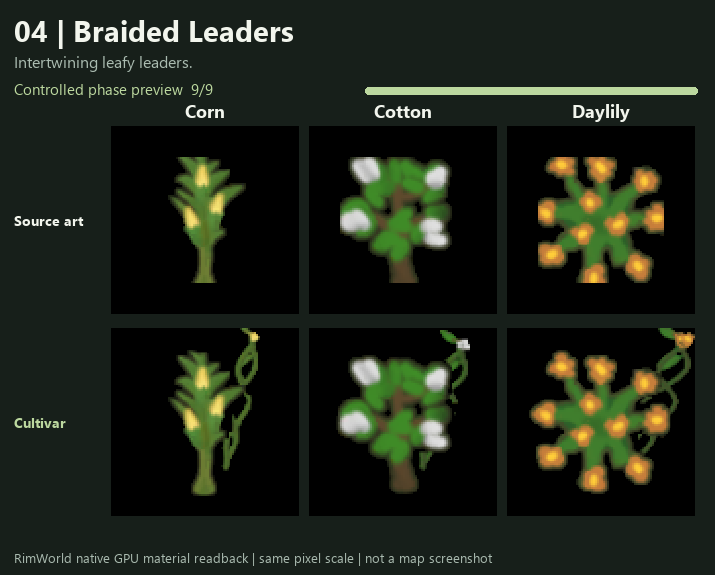 04 | Braided Leaders
Intertwining leafy leaders.
Controlled phase preview 9/9
Corn Cotton Daylily
Source art
Cultivar
RimWorld native GPU material readback | same pixel scale | not a map screenshot